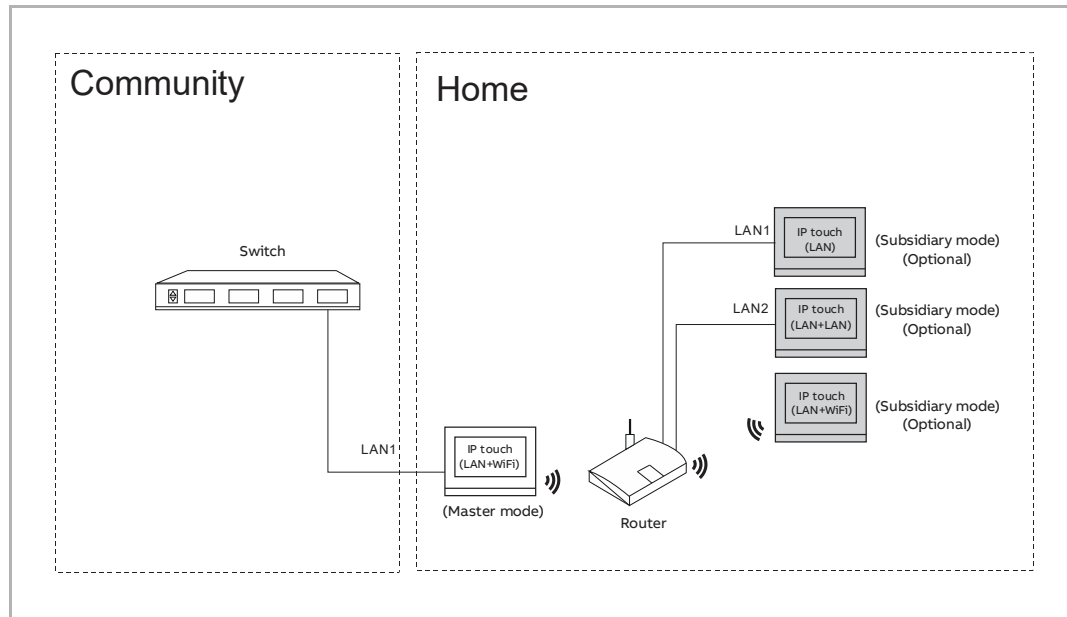 Community
Home
Switch
LAN1
IP touch
(LAN+WiFi)
(Master mode)
Router
LAN1
IP touch
(LAN)
(Subsidiary mode)
(Optional)
LAN2
IP touch
(LAN+LAN)
(Subsidiary mode)
(Optional)
IP touch
(LAN+WiFi)
(Subsidiary mode)
(Optional)